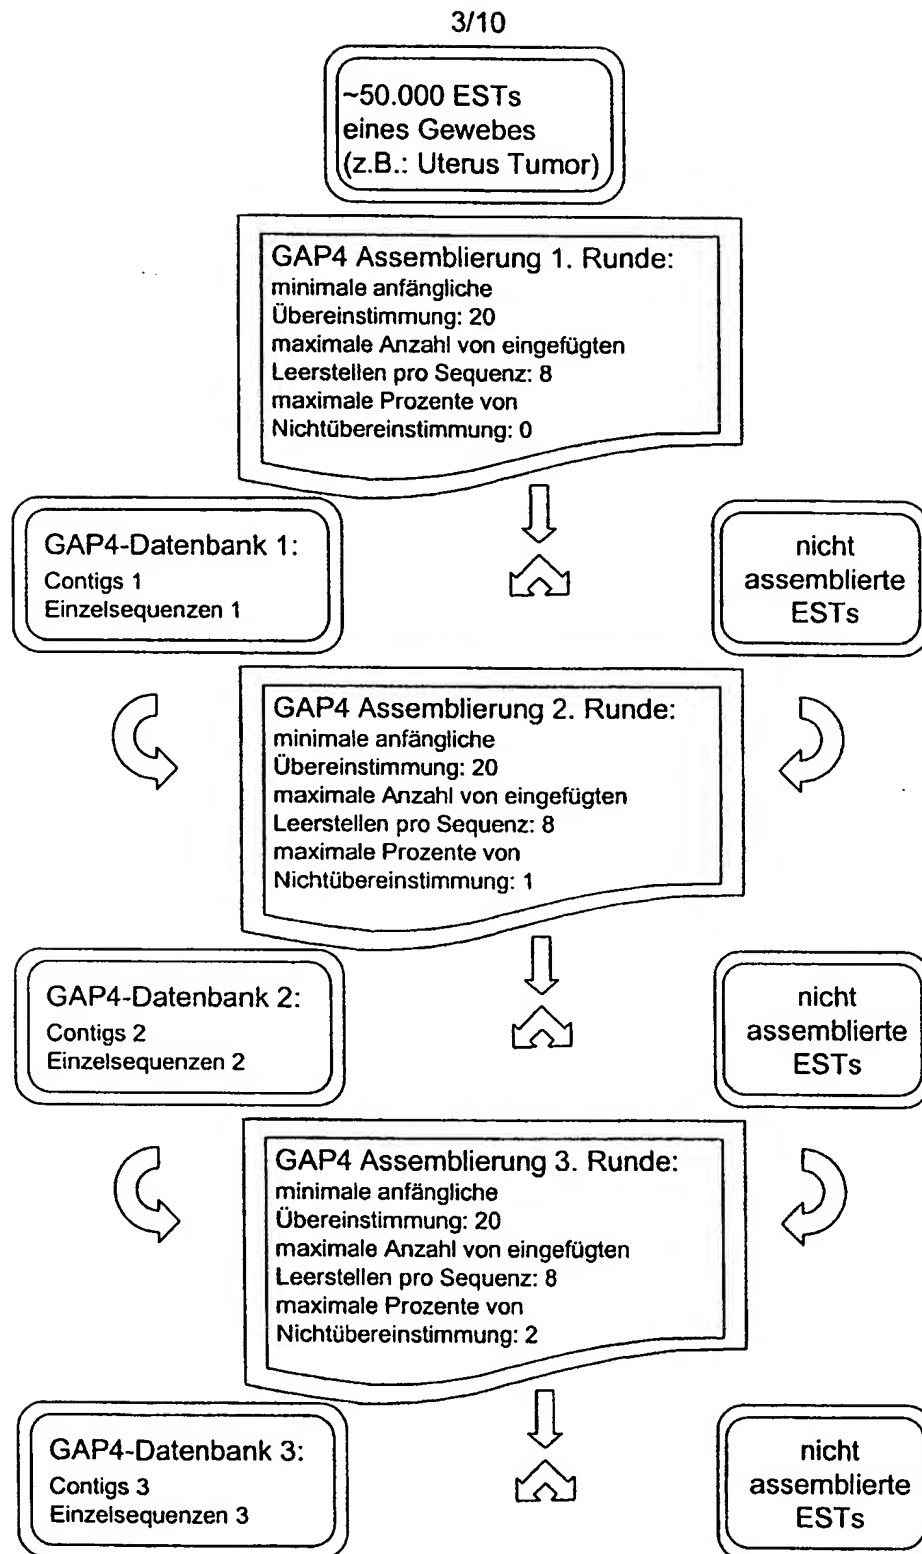 3/10
~50.000 ESTs
eines Gewebes
(z.B.: Uterus Tumor)
GAP4 Assemblierung 1. Runde:
minimale anfängliche
Übereinstimmung: 20
maximale Anzahl von eingefügten
Leerstellen pro Sequenz: 8
maximale Prozente von
Nichtübereinstimmung: 0
GAP4-Datenbank 1:
Contigs 1
Einzelsequenzen 1
nicht
assemblierte
ESTs
GAP4 Assemblierung 2. Runde:
minimale anfängliche
Übereinstimmung: 20
maximale Anzahl von eingefügten
Leerstellen pro Sequenz: 8
maximale Prozente von
Nichtübereinstimmung: 1
GAP4-Datenbank 2:
Contigs 2
Einzelsequenzen 2
nicht
assemblierte
ESTs
GAP4 Assemblierung 3. Runde:
minimale anfängliche
Übereinstimmung: 20
maximale Anzahl von eingefügten
Leerstellen pro Sequenz: 8
maximale Prozente von
Nichtübereinstimmung: 2
GAP4-Datenbank 3:
Contigs 3
Einzelsequenzen 3
nicht
assemblierte
ESTs